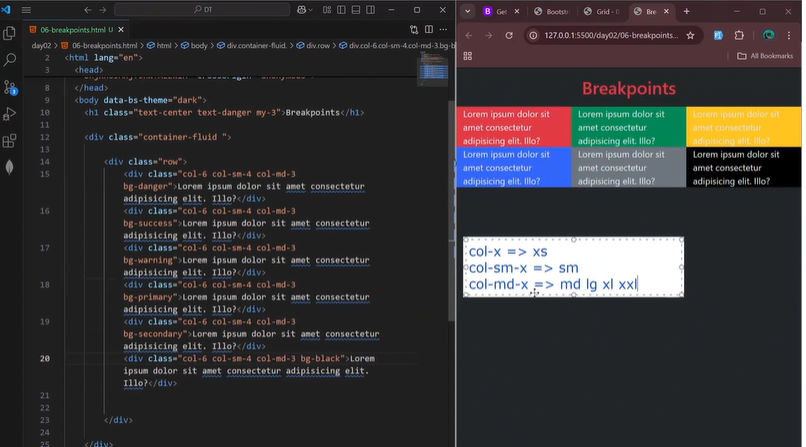 DT
06-breakpoints.html U
day02 > 06-breakpoints.html > html > body > div.container-fluid > div.row > div.col-6.col-sm-4.col-md-3.bg-b
2 <html lang="en">
3 <head>
8 </head>
9 <body data-bs-theme="dark">
10 <h1 class="text-center text-danger my-3">Breakpoints</h1>
11
12 <div class="container-fluid ">
13
14 <div class="row">
15 <div class="col-6 col-sm-4 col-md-3
bg-danger">Lorem ipsum dolor sit amet consectetur
adipisicing elit. Illo?</div>
16 <div class="col-6 col-sm-4 col-md-3
bg-success">Lorem ipsum dolor sit amet consectetur
adipisicing elit. Illo?</div>
17 <div class="col-6 col-sm-4 col-md-3
bg-warning">Lorem ipsum dolor sit amet consectetur
adipisicing elit. Illo?</div>
18 <div class="col-6 col-sm-4 col-md-3
bg-primary">Lorem ipsum dolor sit amet consectetur
adipisicing elit. Illo?</div>
19 <div class="col-6 col-sm-4 col-md-3
bg-secondary">Lorem ipsum dolor sit amet consectetur
adipisicing elit. Illo?</div>
20 <div class="col-6 col-sm-4 col-md-3 bg-black">Lorem
ipsum dolor sit amet consectetur adipisicing elit.
Illo?</div>
21
22
23 </div>
24
25 </div>
Get
Bootstr
Grid - B
Bre
127.0.0.1:5500/day02/06-breakpoints....
All Bookmarks
Breakpoints
Lorem ipsum dolor sit
amet consectetur
adipisicing elit. Illo?
Lorem ipsum dolor sit
amet consectetur
adipisicing elit. Illo?
Lorem ipsum dolor sit
amet consectetur
adipisicing elit. Illo?
Lorem ipsum dolor sit
amet consectetur
adipisicing elit. Illo?
Lorem ipsum dolor sit
amet consectetur
adipisicing elit. Illo?
Lorem ipsum dolor sit
amet consectetur
adipisicing elit. Illo?
col-x => xs
col-sm-x => sm
col-md-x => md lg xl xxl